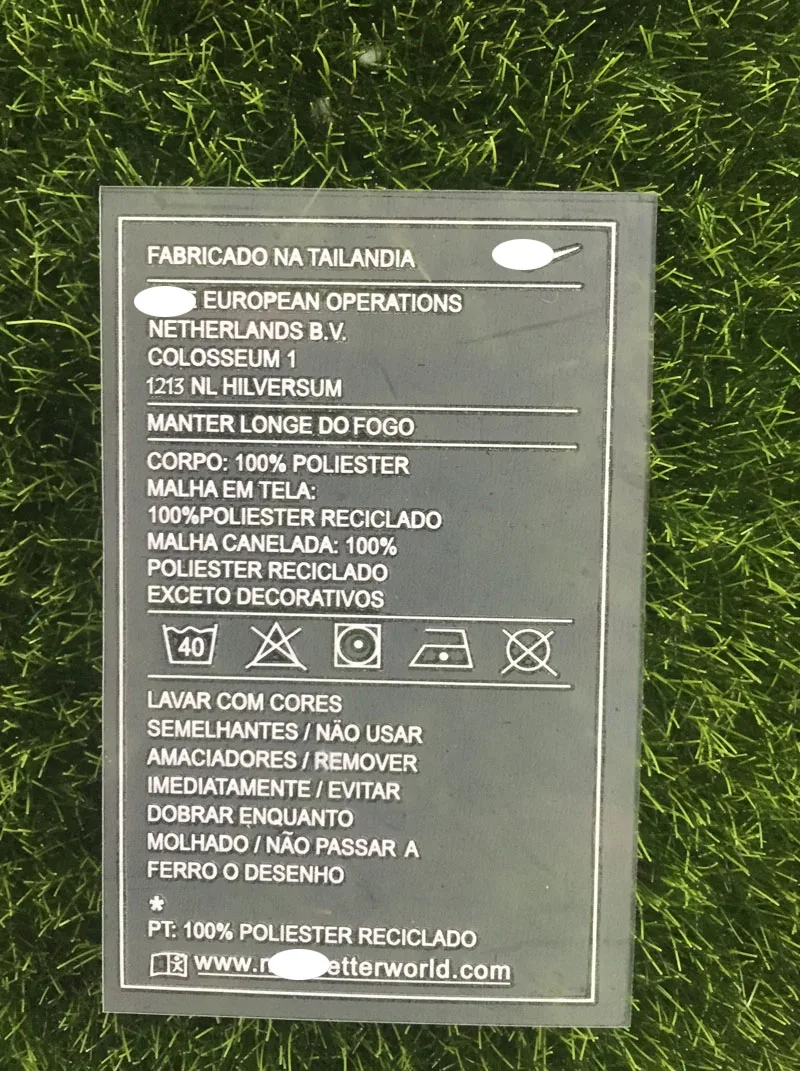 FABRICADO NA TAILANDIA
EUROPEAN OPERATIONS
NETHERLANDS B.V.
COLOSSEUM 1
1213 NL HILVERSUM
MANTER LONGE DO FOGO
CORPO: 100% POLIESTER
MALHA EM TELA:
100%POLIESTER RECICLADO
MALHA CANELADA: 100%
POLIESTER RECICLADO
EXCETO DECORATIVOS
40
LAVAR COM CORES
SEMELHANTES / NÃO USAR
AMACIADORES / REMOVER
IMEDIATAMENTE / EVITAR
DOBRAR ENQUANTO
MOLHADO / NÃO PASSAR A
FERRO O DESENHO
*
PT: 100% POLIESTER RECICLADO